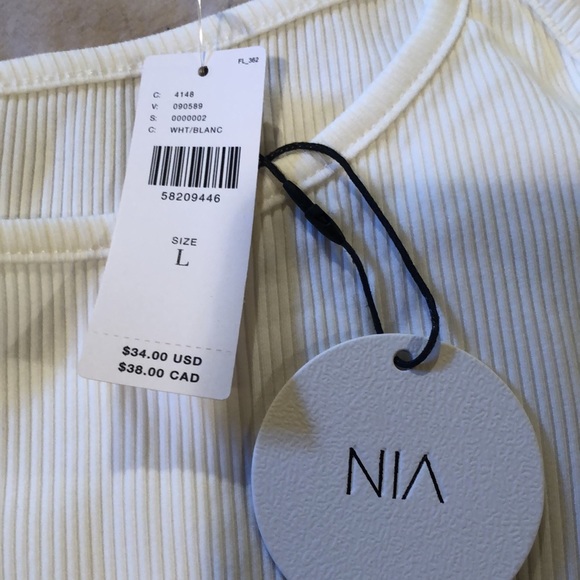 FL_362
C: 4148
V: 090589
S: 0000002
C: WHT/BLANC
58209446
SIZE
L
$34.00 USD
$38.00 CAD
NIA